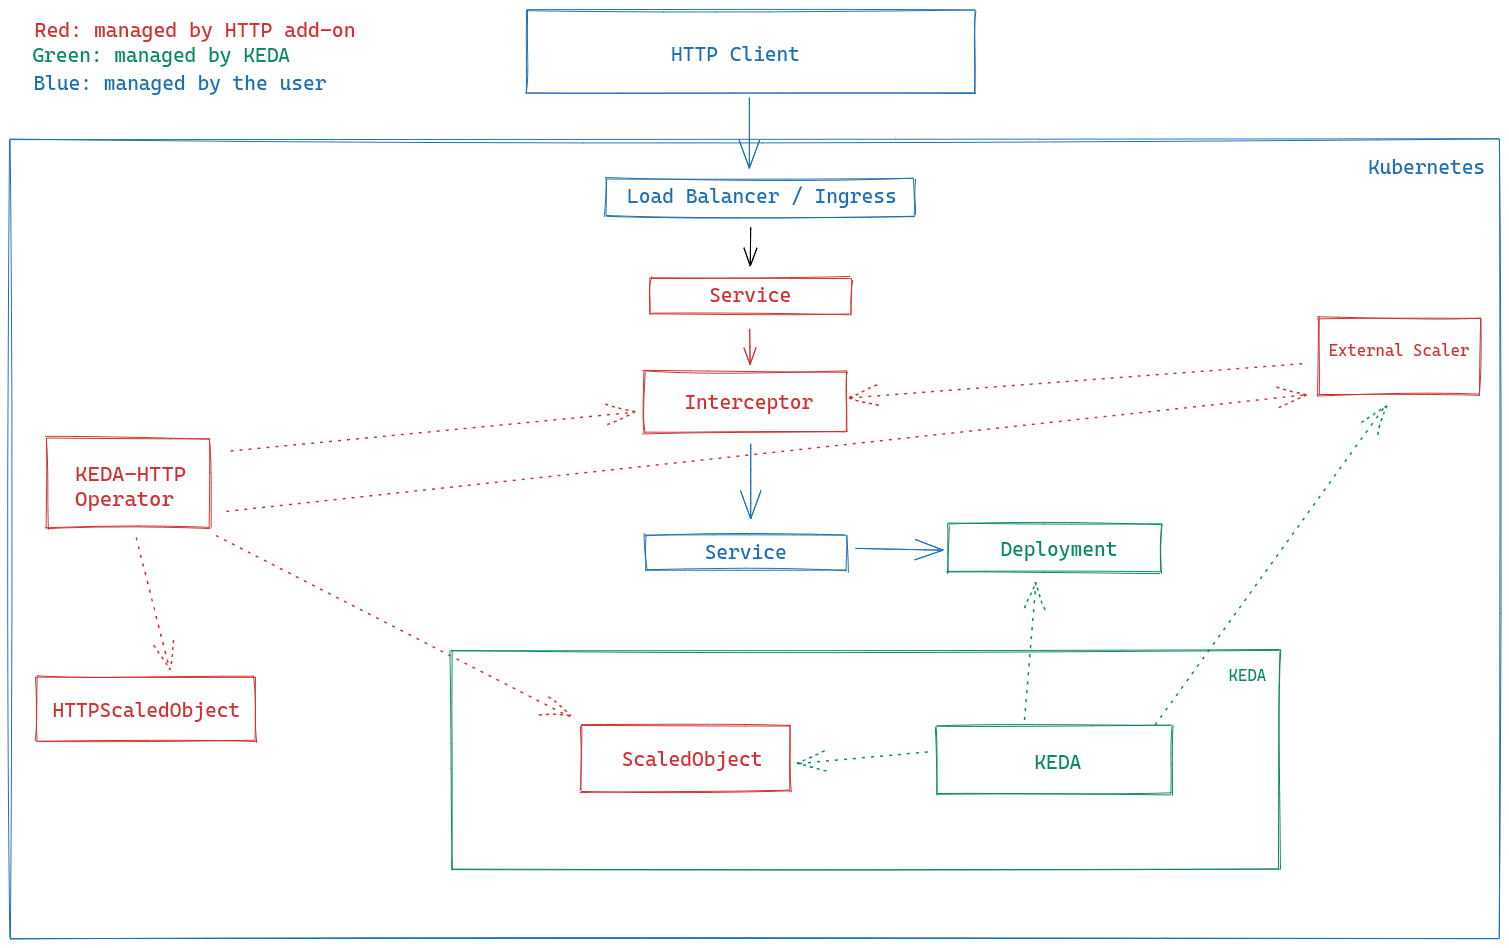 Red: managed by HTTP add-on
Green: managed by KEDA
Blue: managed by the user
HTTP Client
Kubernetes
Load Balancer / Ingress
Service
External Scaler
Interceptor
KEDA-HTTP
Operator
Service
Deployment
KEDA
HTTPScaledObject
ScaledObject
KEDA